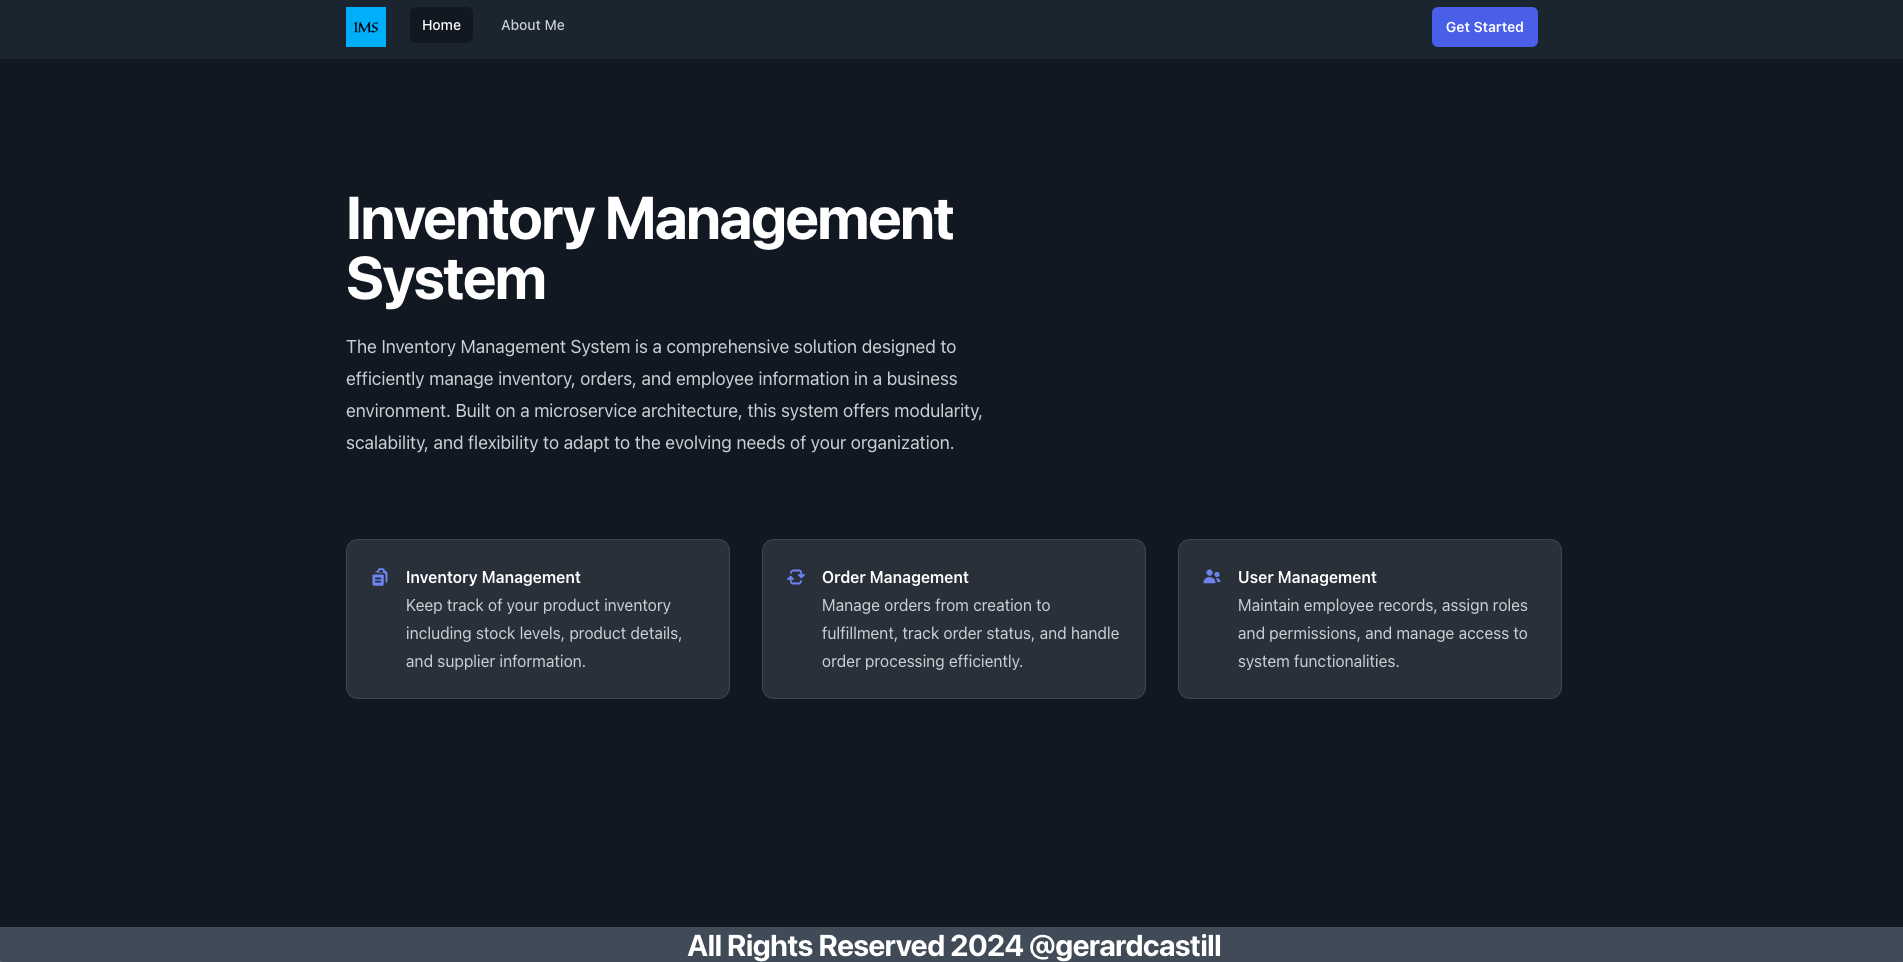 IMS
Home
About Me
Get Started
Inventory Management
System
The Inventory Management System is a comprehensive solution designed to
efficiently manage inventory, orders, and employee information in a business
environment. Built on a microservice architecture, this system offers modularity,
scalability, and flexibility to adapt to the evolving needs of your organization.
Inventory Management
Keep track of your product inventory
including stock levels, product details,
and supplier information.
Order Management
Manage orders from creation to
fulfillment, track order status, and handle
order processing efficiently.
User Management
Maintain employee records, assign roles
and permissions, and manage access to
system functionalities.
All Rights Reserved 2024 @gerardcastill